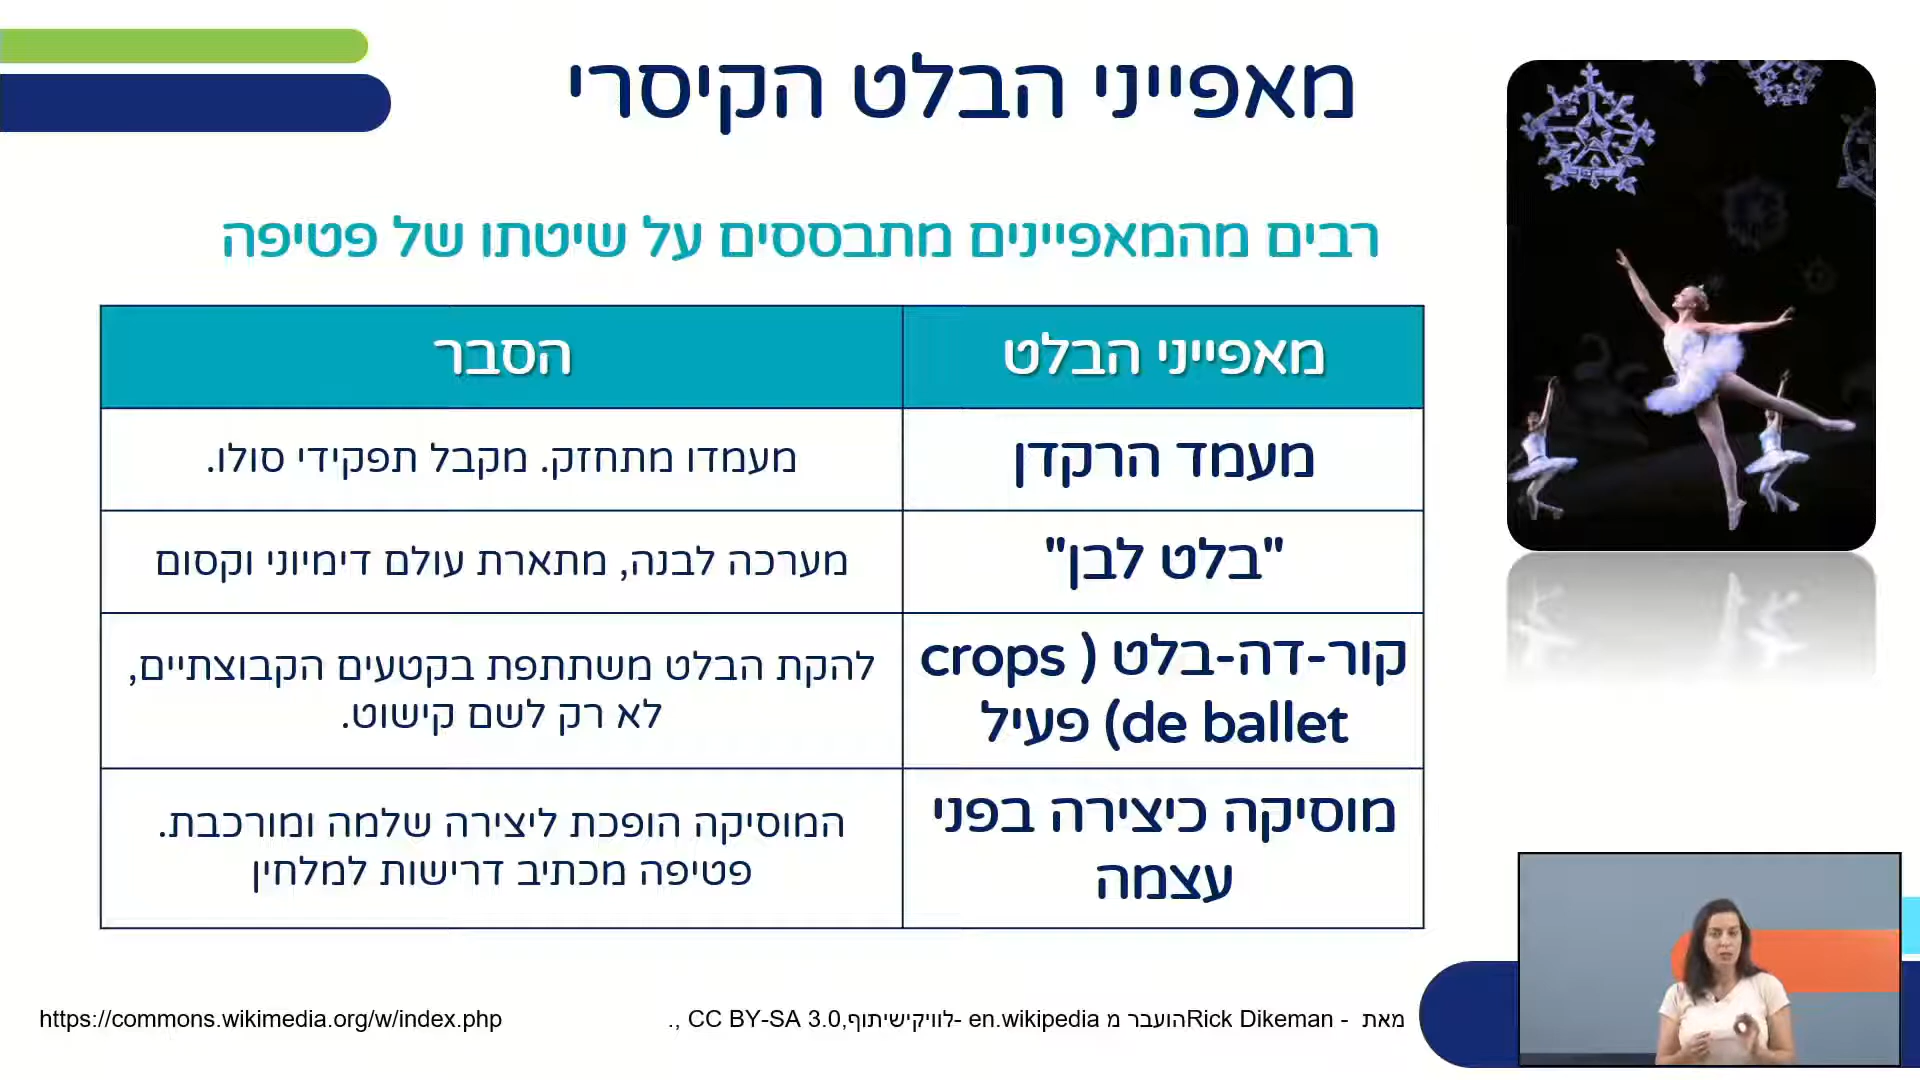 מאפייני הבלט הקיסרי
רבים מהמאפיינים מתבססים על שיטתו של פטיפה
מאפייני הבלט
הסבר
מעמד הרקדן
מעמדו מתחזק. מקבל תפקידי סולו.
"בלט לבן"
מערכה לבנה, מתארת עולם דימיוני וקסום
קור-דה-בלט ( crops
de ballet) פעיל
להקת הבלט משתתפת בקטעים הקבוצתיים,
לא רק לשם קישוט.
מוסיקה כיצירה בפני
עצמה
המוסיקה הופכת ליצירה שלמה ומורכבת.
פטיפה מכתיב דרישות למלחין
מאת - Rick Dikemanהועבר מ en.wikipedia -לוויקישיתוף,CC BY-SA 3.0 ,.
https://commons.wikimedia.org/w/index.php